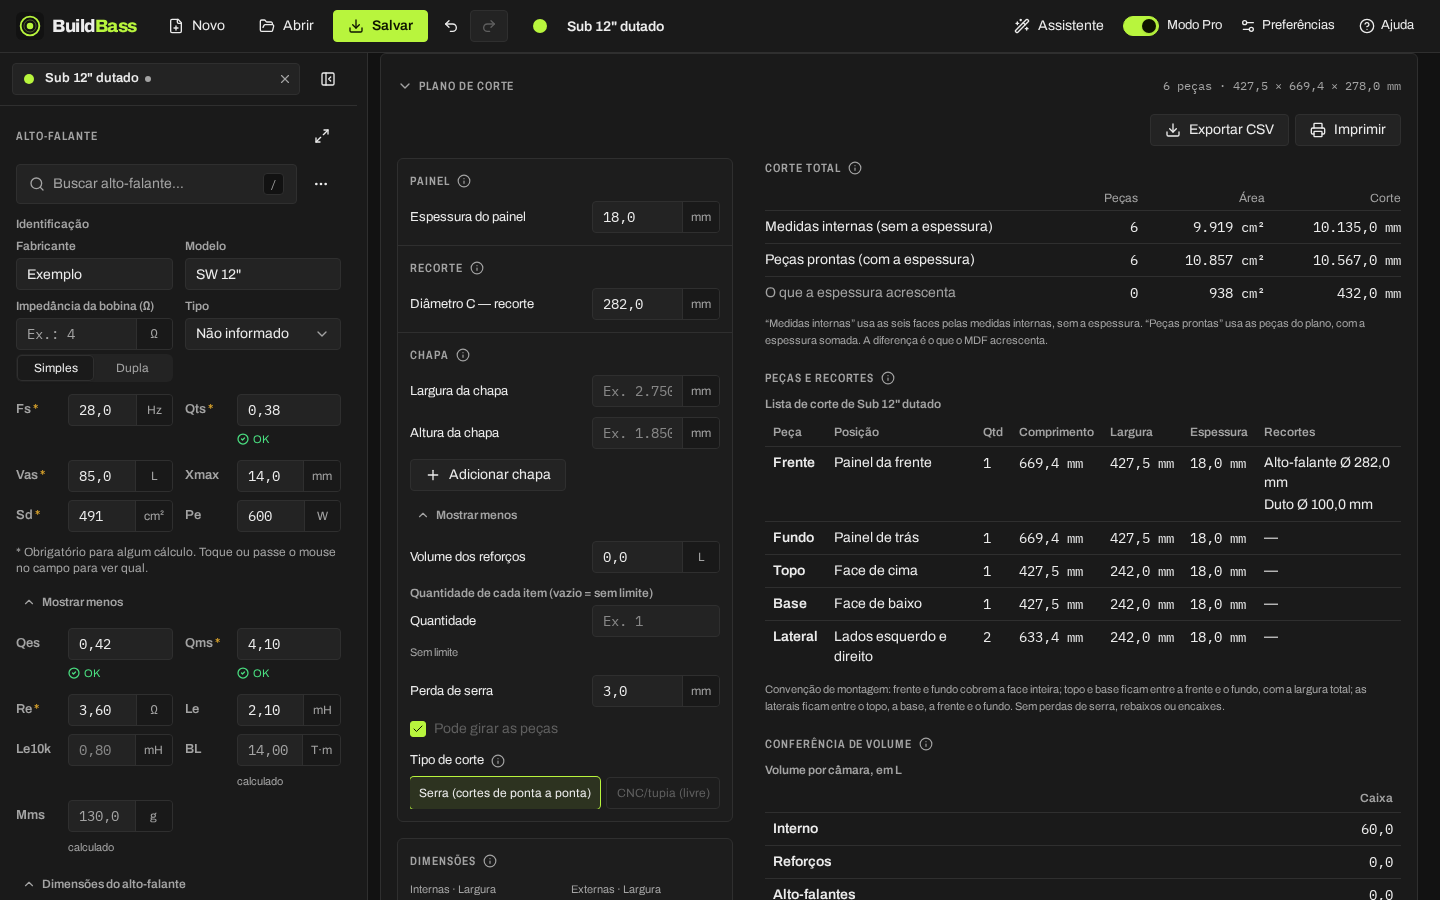 BuildBass
Novo
Abrir
Salvar
Sub 12" dutado
Assistente
Modo Pro
Preferências
Ajuda
Sub 12" dutado
ALTO-FALANTE
Buscar alto-falante... /
Identificação
Fabricante Modelo
Exemplo SW 12"
Impedância da bobina (Ω) Tipo
Ex.: 4 Ω Não informado
Simples Dupla
Fs* 28,0 Hz Qts* 0,38
OK
Vas* 85,0 L Xmax 14,0 mm
Sd* 491 cm² Pe 600 W
* Obrigatório para algum cálculo. Toque ou passe o mouse
no campo para ver qual.
Mostrar menos
Qes 0,42 Qms* 4,10
OK OK
Re* 3,60 Ω Le 2,10 mH
Le10k 0,80 mH BL 14,00 T·m
calculado
Mms 130,0 g
calculado
Dimensões do alto-falante
PLANO DE CORTE
6 peças · 427,5 × 669,4 × 278,0 mm
Exportar CSV
Imprimir
PAINEL
Espessura do painel 18,0 mm
RECORTE
Diâmetro C — recorte 282,0 mm
CHAPA
Largura da chapa Ex. 2.750 mm
Altura da chapa Ex. 1.850 mm
Adicionar chapa
Mostrar menos
Volume dos reforços 0,0 L
Quantidade de cada item (vazio = sem limite)
Quantidade Ex. 1
Sem limite
Perda de serra 3,0 mm
Pode girar as peças
Tipo de corte
Serra (cortes de ponta a ponta) CNC/tupia (livre)
DIMENSÕES
Internas · Largura Externas · Largura
CORTE TOTAL
Peças Área Corte
Medidas internas (sem a espessura) 6 9.919 cm² 10.135,0 mm
Peças prontas (com a espessura) 6 10.857 cm² 10.567,0 mm
O que a espessura acrescenta 0 938 cm² 432,0 mm
“Medidas internas” usa as seis faces pelas medidas internas, sem a espessura. “Peças prontas” usa as peças do plano, com a
espessura somada. A diferença é o que o MDF acrescenta.
PEÇAS E RECORTES
Lista de corte de Sub 12" dutado
Peça Posição Qtd Comprimento Largura Espessura Recortes
Frente Painel da frente 1 669,4 mm 427,5 mm 18,0 mm Alto-falante Ø 282,0
mm
Duto Ø 100,0 mm
Fundo Painel de trás 1 669,4 mm 427,5 mm 18,0 mm —
Topo Face de cima 1 427,5 mm 242,0 mm 18,0 mm —
Base Face de baixo 1 427,5 mm 242,0 mm 18,0 mm —
Lateral Lados esquerdo e 2 633,4 mm 242,0 mm 18,0 mm —
direito
Convenção de montagem: frente e fundo cobrem a face inteira; topo e base ficam entre a frente e o fundo, com a largura total; as
laterais ficam entre o topo, a base, a frente e o fundo. Sem perdas de serra, rebaixos ou encaixes.
CONFERÊNCIA DE VOLUME
Volume por câmara, em L
Caixa
Interno 60,0
Reforços 0,0
Alto-falantes 0,0